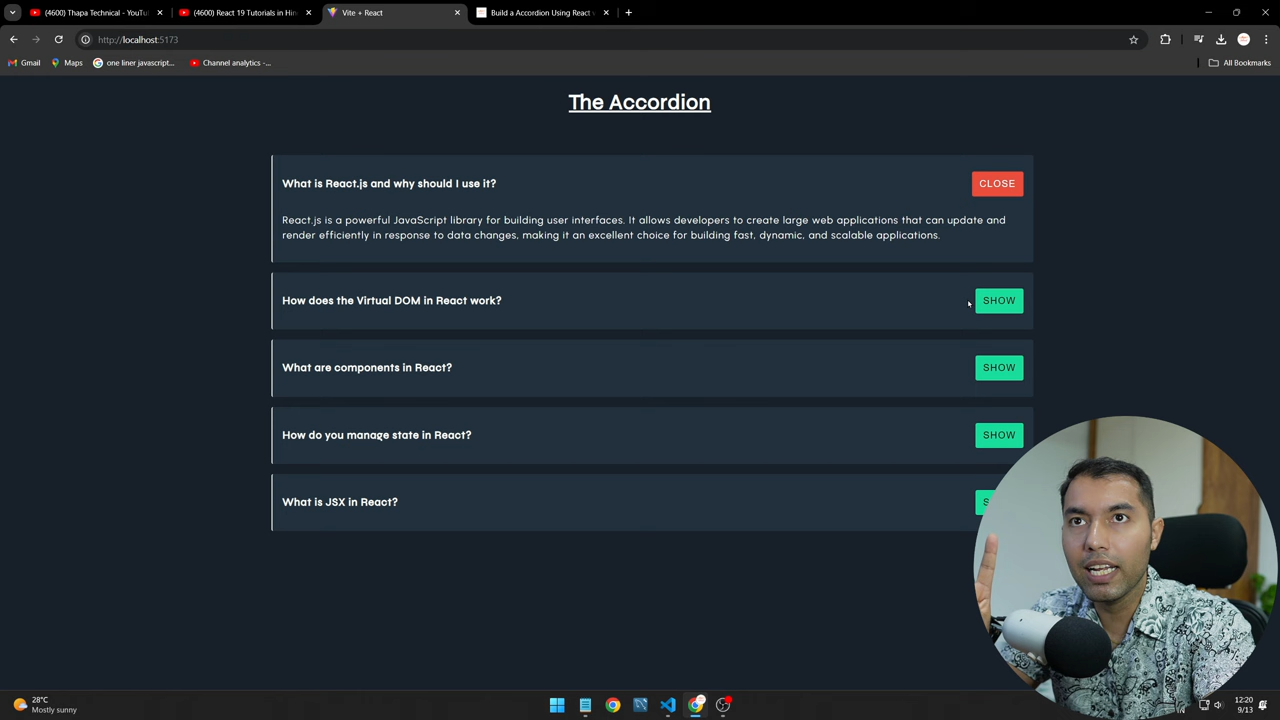 (4600) Thapa Technical - YouTu
(4600) React 19 Tutorials in Hin
Vite + React
Build a Accordion Using React
http://localhost:5173
Gmail
Maps
one liner javascript...
Channel analytics -...
All Bookmarks
The Accordion
What is React.js and why should I use it?
CLOSE
React.js is a powerful JavaScript library for building user interfaces. It allows developers to create large web applications that can update and
render efficiently in response to data changes, making it an excellent choice for building fast, dynamic, and scalable applications.
How does the Virtual DOM in React work?
SHOW
What are components in React?
SHOW
How do you manage state in React?
SHOW
What is JSX in React?
28°C
Mostly sunny
12:20
9/13